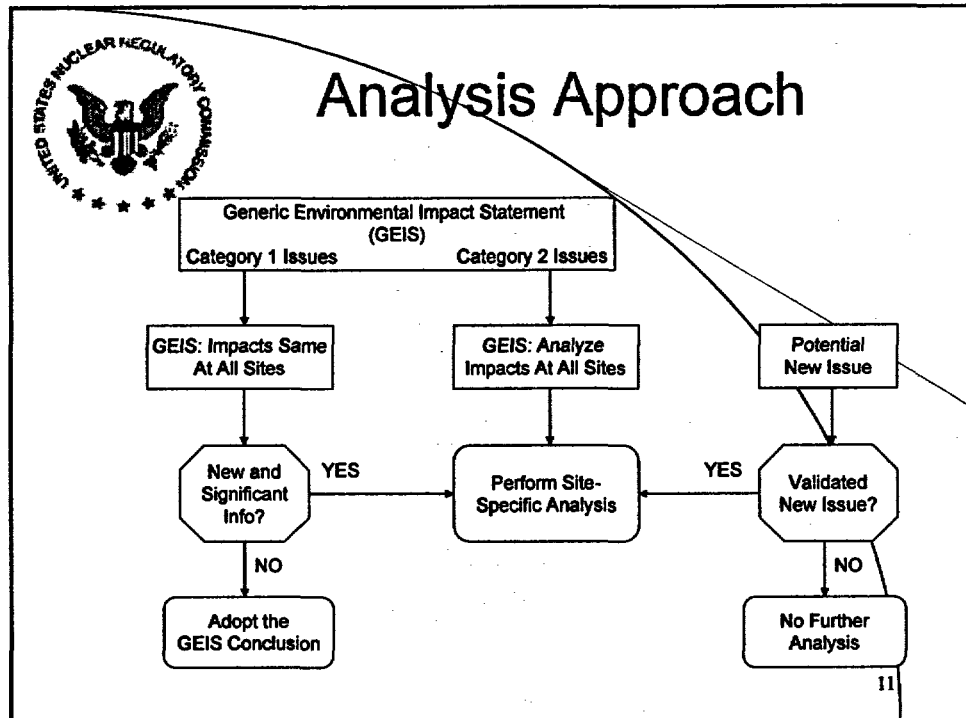 UNITED STATES NUCLEAR REGULATORY COMMISSION
Analysis Approach
Generic Environmental Impact Statement
(GEIS)
Category 1 Issues
Category 2 Issues
GEIS: Impacts Same
At All Sites
GEIS: Analyze
Impacts At All Sites
Potential
New Issue
New and
Significant
Info?
YES
Perform Site-
Specific Analysis
YES
Validated
New Issue?
NO
NO
Adopt the
GEIS Conclusion
No Further
Analysis
11